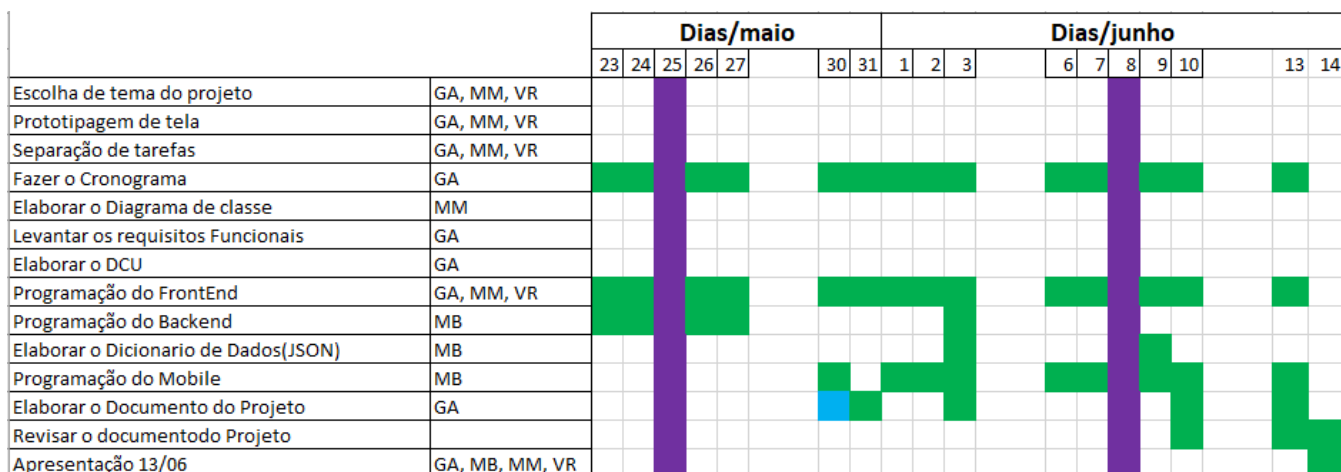 Dias/maio Dias/junho
23 24 25 26 27 30 31 1 2 3 6 7 8 9 10 13 14
Escolha de tema do projeto GA, MM, VR
Prototipagem de tela GA, MM, VR
Separação de tarefas GA, MM, VR
Fazer o Cronograma GA
Elaborar o Diagrama de classe MM
Levantar os requisitos Funcionais GA
Elaborar o DCU GA
Programação do FrontEnd GA, MM, VR
Programação do Backend MB
Elaborar o Dicionario de Dados(JSON) MB
Programação do Mobile MB
Elaborar o Documento do Projeto GA
Revisar o documentodo Projeto
Apresentação 13/06 GA, MB, MM, VR